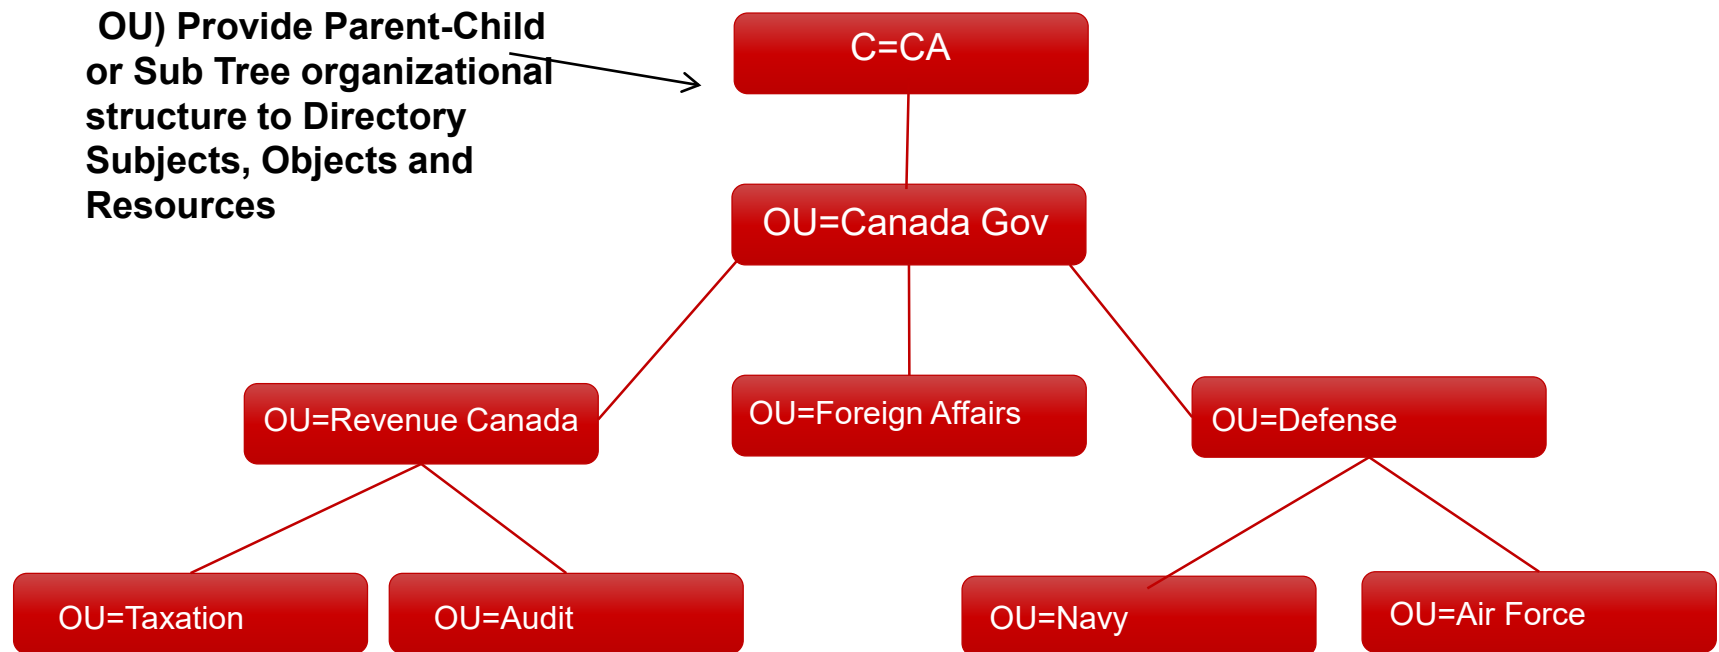 OU) Provide Parent-Child
or Sub Tree organizational
structure to Directory
Subjects, Objects and
Resources
C=CA
OU=Canada Gov
OU=Revenue Canada
OU=Foreign Affairs
OU=Defense
OU=Taxation
OU=Audit
OU=Navy
OU=Air Force